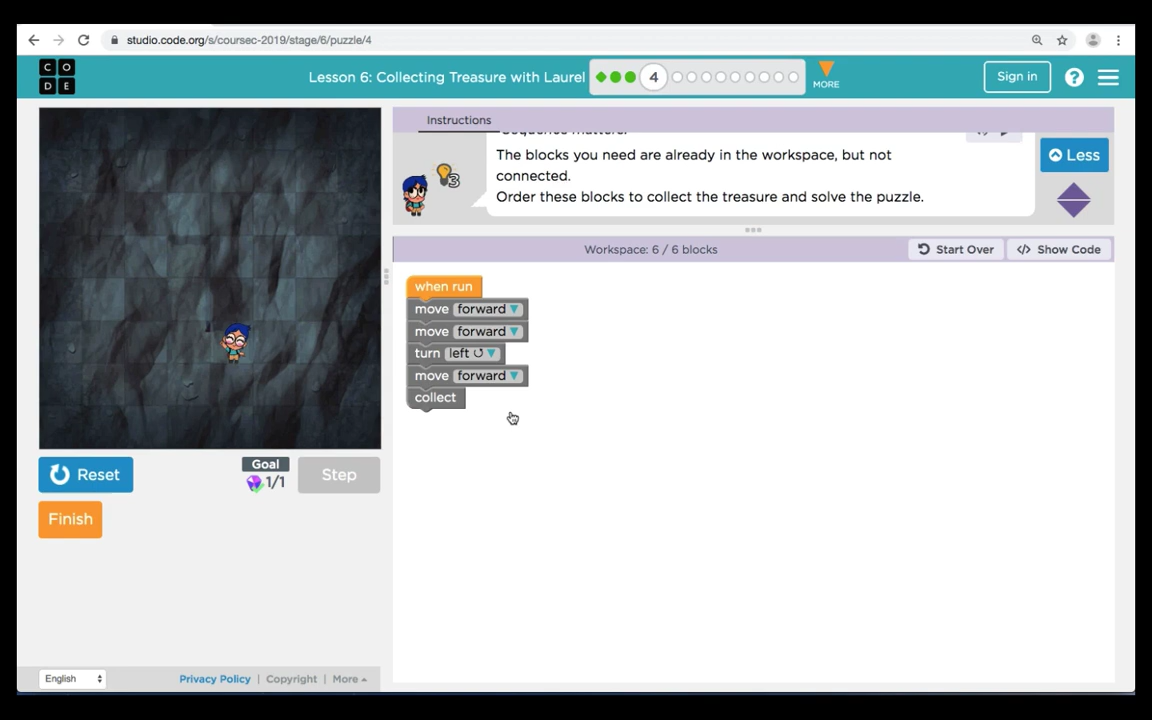 studio.code.org/s/coursec-2019/stage/6/puzzle/4
C O
D E
Lesson 6: Collecting Treasure with Laurel
4
MORE
Sign in
?
Instructions
The blocks you need are already in the workspace, but not
connected.
Order these blocks to collect the treasure and solve the puzzle.
3
Less
Workspace: 6 / 6 blocks
Start Over
</> Show Code
when run
move forward
move forward
turn left
move forward
collect
Reset
Goal
1/1
Step
Finish
English
Privacy Policy | Copyright | More